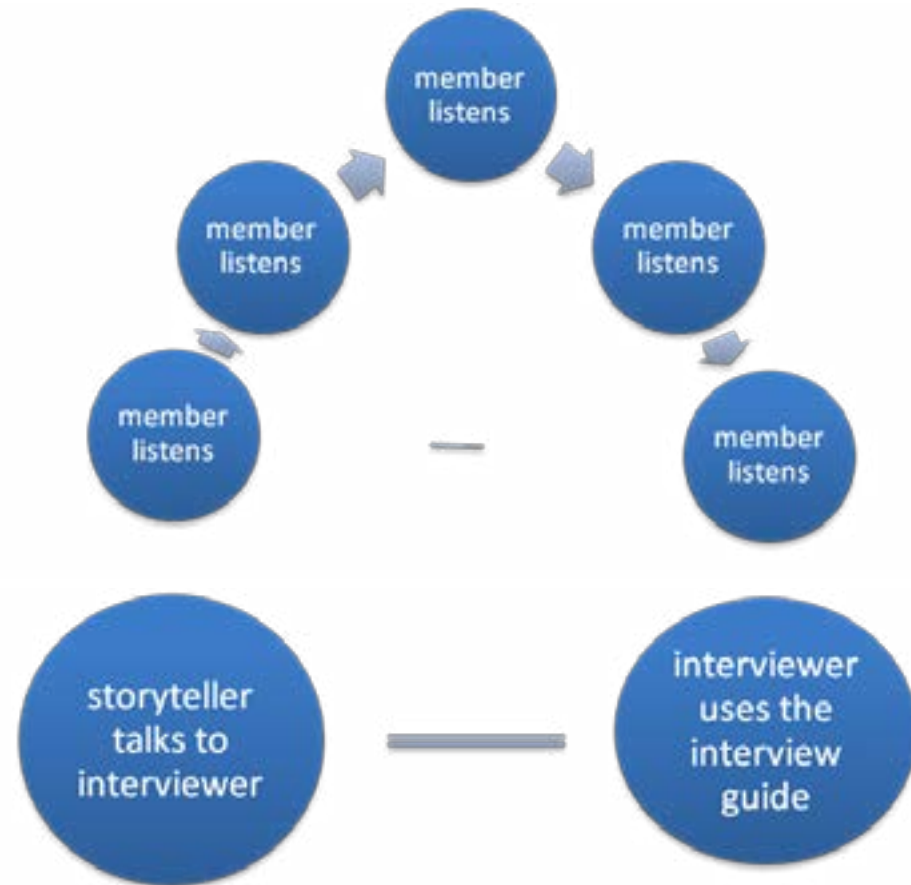 member
listens
member
listens
member
listens
member
listens
member
listens
storyteller
talks to
interviewer
interviewer
uses the
interview
guide